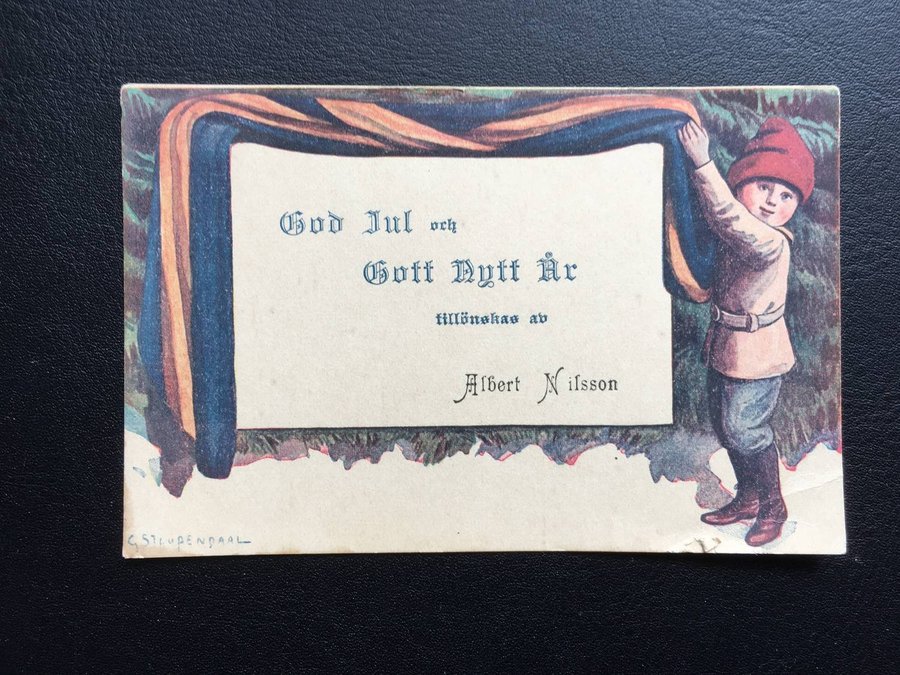 God Jul och
Gott Nytt År
tillönskas av
Albert Nilsson